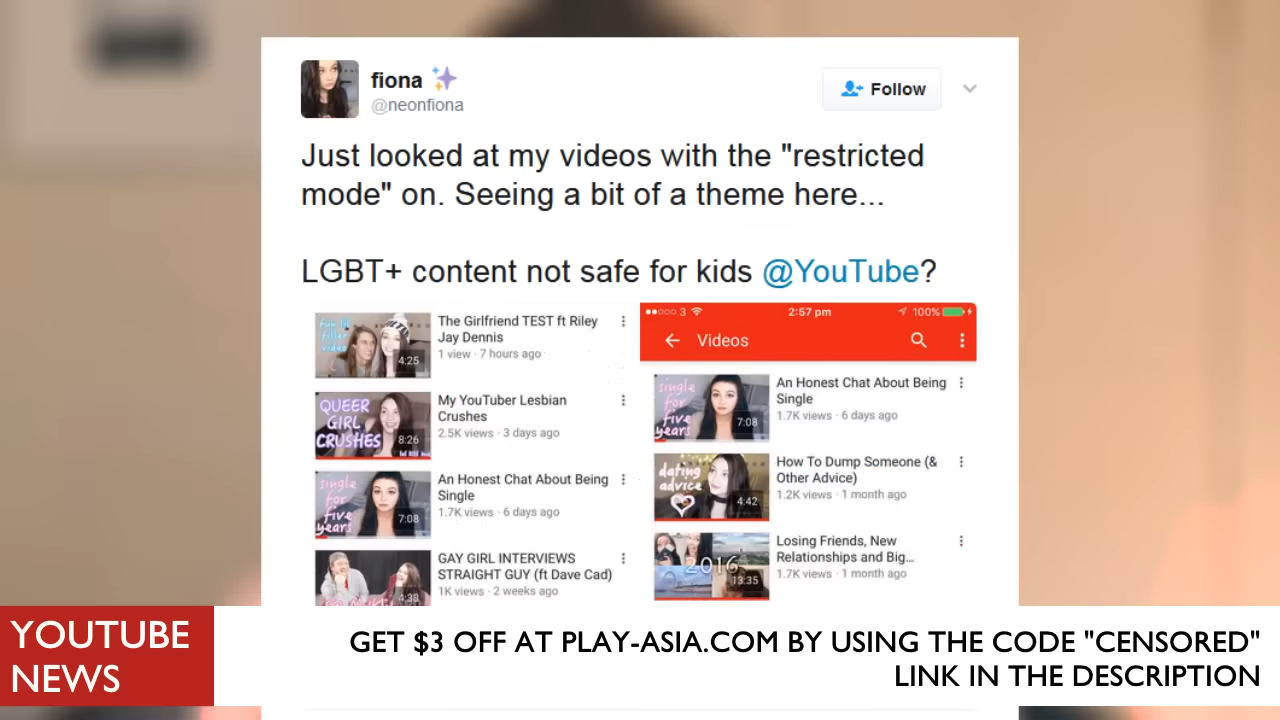 fiona
@neonfiona
Follow
Just looked at my videos with the "restricted
mode" on. Seeing a bit of a theme here...
LGBT+ content not safe for kids @YouTube?
The Girlfriend TEST ft Riley
Jay Dennis
1 view · 7 hours ago
4:25
QUEER
GIRL
CRUSHES
8:26
My YouTuber Lesbian
Crushes
2.5K views · 3 days ago
single
for
five
years
7:08
An Honest Chat About Being
Single
1.7K views · 6 days ago
4:38
GAY GIRL INTERVIEWS
STRAIGHT GUY (ft Dave Cad)
1K views · 2 weeks ago
3
2:57 pm
100%
Videos
single
for
five
years
7:08
An Honest Chat About Being
Single
1.7K views · 6 days ago
dating
advice
4:42
How To Dump Someone (&
Other Advice)
1.2K views · 1 month ago
2016
13:35
Losing Friends, New
Relationships and Big...
1.7K views · 1 month ago
YOUTUBE
NEWS
GET $3 OFF AT PLAY-ASIA.COM BY USING THE CODE "CENSORED"
LINK IN THE DESCRIPTION